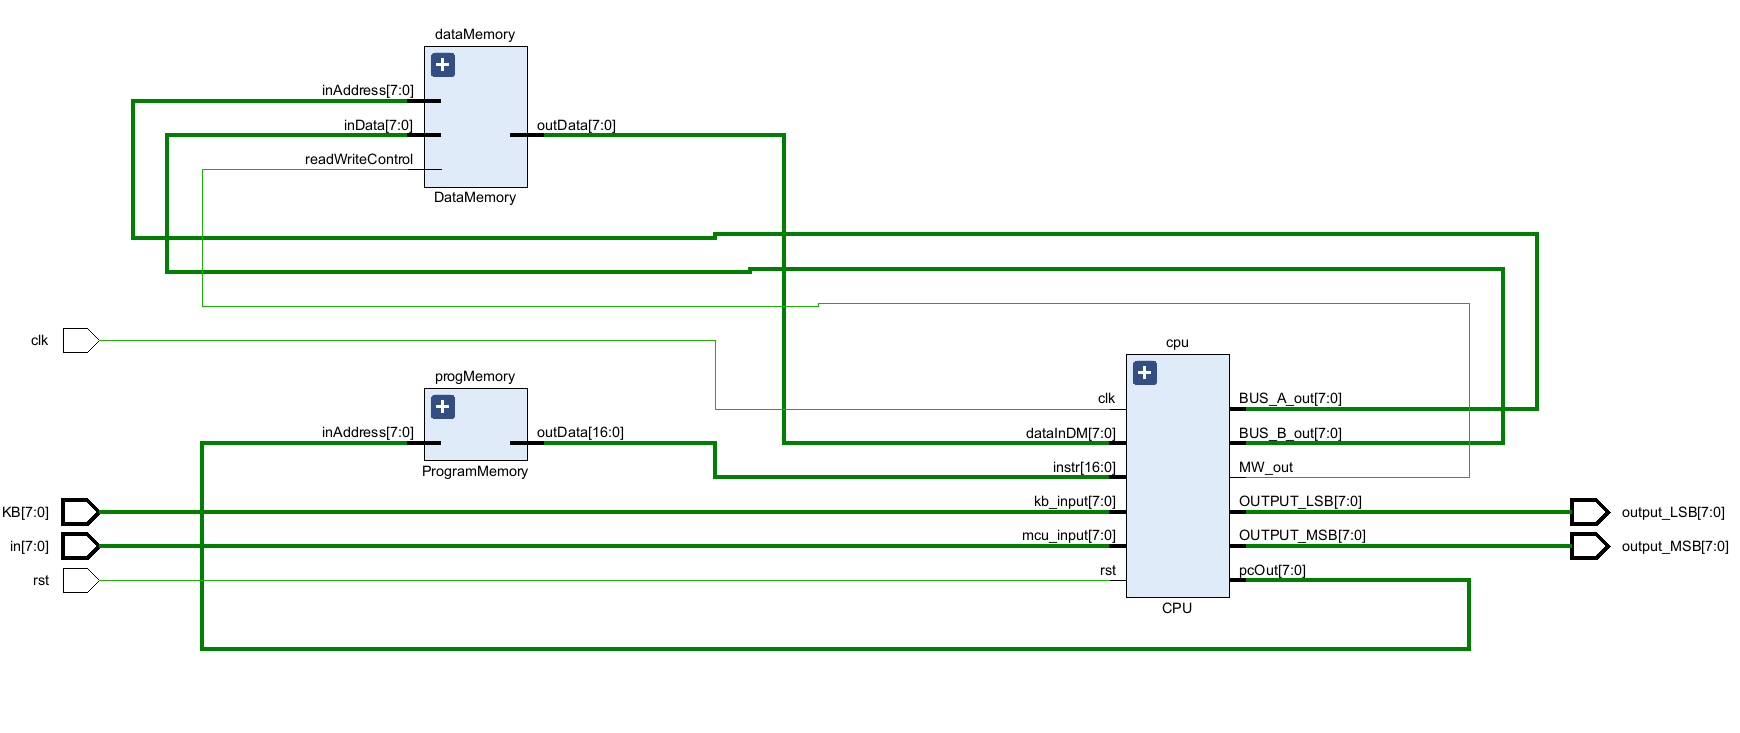 dataMemory
inAddress[7:0]
inData[7:0]
outData[7:0]
readWriteControl
DataMemory
clk
progMemory
inAddress[7:0]
outData[16:0]
ProgramMemory
KB[7:0]
in[7:0]
rst
cpu
clk
BUS_A_out[7:0]
dataInDM[7:0]
BUS_B_out[7:0]
instr[16:0]
MW_out
kb_input[7:0]
OUTPUT_LSB[7:0]
mcu_input[7:0]
OUTPUT_MSB[7:0]
rst
pcOut[7:0]
CPU
output_LSB[7:0]
output_MSB[7:0]